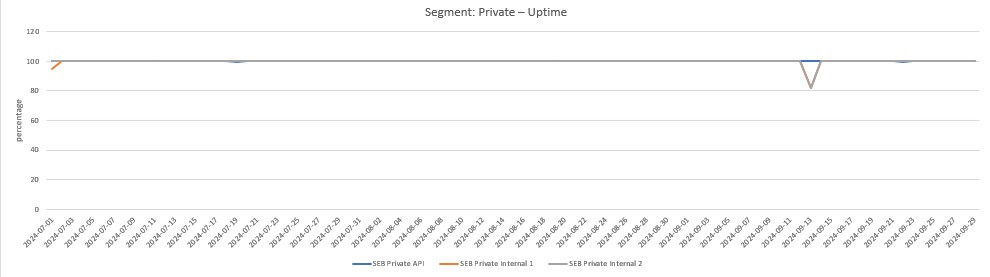 Segment: Private – Uptime
120
100
80
60
40
20
0
percentage
2024-07-01 2024-07-03 2024-07-05 2024-07-07 2024-07-09 2024-07-11 2024-07-13 2024-07-15 2024-07-17 2024-07-19 2024-07-21 2024-07-23 2024-07-25 2024-07-27 2024-07-29 2024-07-31 2024-08-02 2024-08-04 2024-08-06 2024-08-08 2024-08-10 2024-08-12 2024-08-14 2024-08-16 2024-08-18 2024-08-20 2024-08-22 2024-08-24 2024-08-26 2024-08-28 2024-08-30 2024-09-01 2024-09-03 2024-09-05 2024-09-07 2024-09-09 2024-09-11 2024-09-13 2024-09-15 2024-09-17 2024-09-19 2024-09-21 2024-09-23 2024-09-25 2024-09-27 2024-09-29
SEB Private API SEB Private Internal 1 SEB Private Internal 2